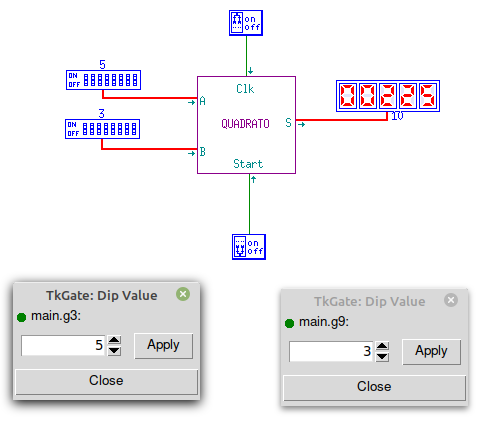 on
off
5
ON
OFF
Clk
A
00225
3
QUADRATO
S
10
ON
OFF
B
Start
on
off
TkGate: Dip Value
main.g3:
5
Apply
Close
TkGate: Dip Value
main.g9:
3
Apply
Close